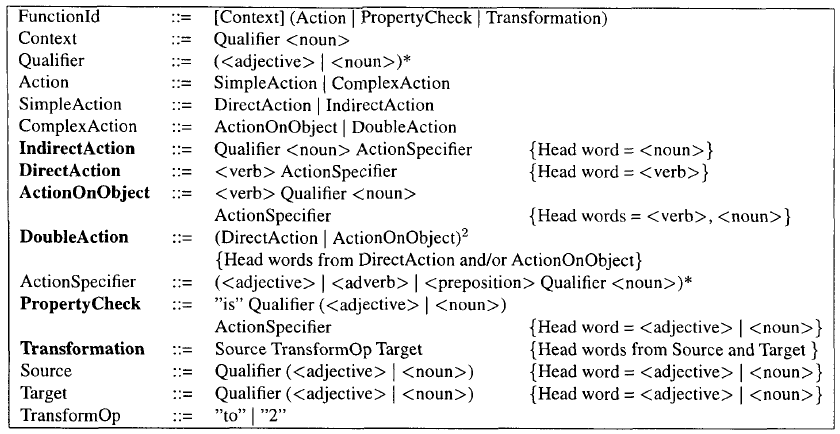 FunctionId ::= [Context] (Action | PropertyCheck | Transformation)
Context ::= Qualifier <noun>
Qualifier ::= (<adjective> | <noun>)*
Action ::= SimpleAction | ComplexAction
SimpleAction ::= DirectAction | IndirectAction
ComplexAction ::= ActionOnObject | DoubleAction
IndirectAction ::= Qualifier <noun> ActionSpecifier {Head word = <noun>}
DirectAction ::= <verb> ActionSpecifier {Head word = <verb>}
ActionOnObject ::= <verb> Qualifier <noun>
ActionSpecifier {Head words = <verb>, <noun>}
DoubleAction ::= (DirectAction | ActionOnObject)²
{Head words from DirectAction and/or ActionOnObject}
ActionSpecifier ::= (<adjective> | <adverb> | <preposition> Qualifier <noun>)*
PropertyCheck ::= "is" Qualifier (<adjective> | <noun>)
ActionSpecifier {Head word = <adjective> | <noun>}
Transformation ::= Source TransformOp Target {Head words from Source and Target }
Source ::= Qualifier (<adjective> | <noun>) {Head word = <adjective> | <noun>}
Target ::= Qualifier (<adjective> | <noun>) {Head word = <adjective> | <noun>}
TransformOp ::= "to" | "2"